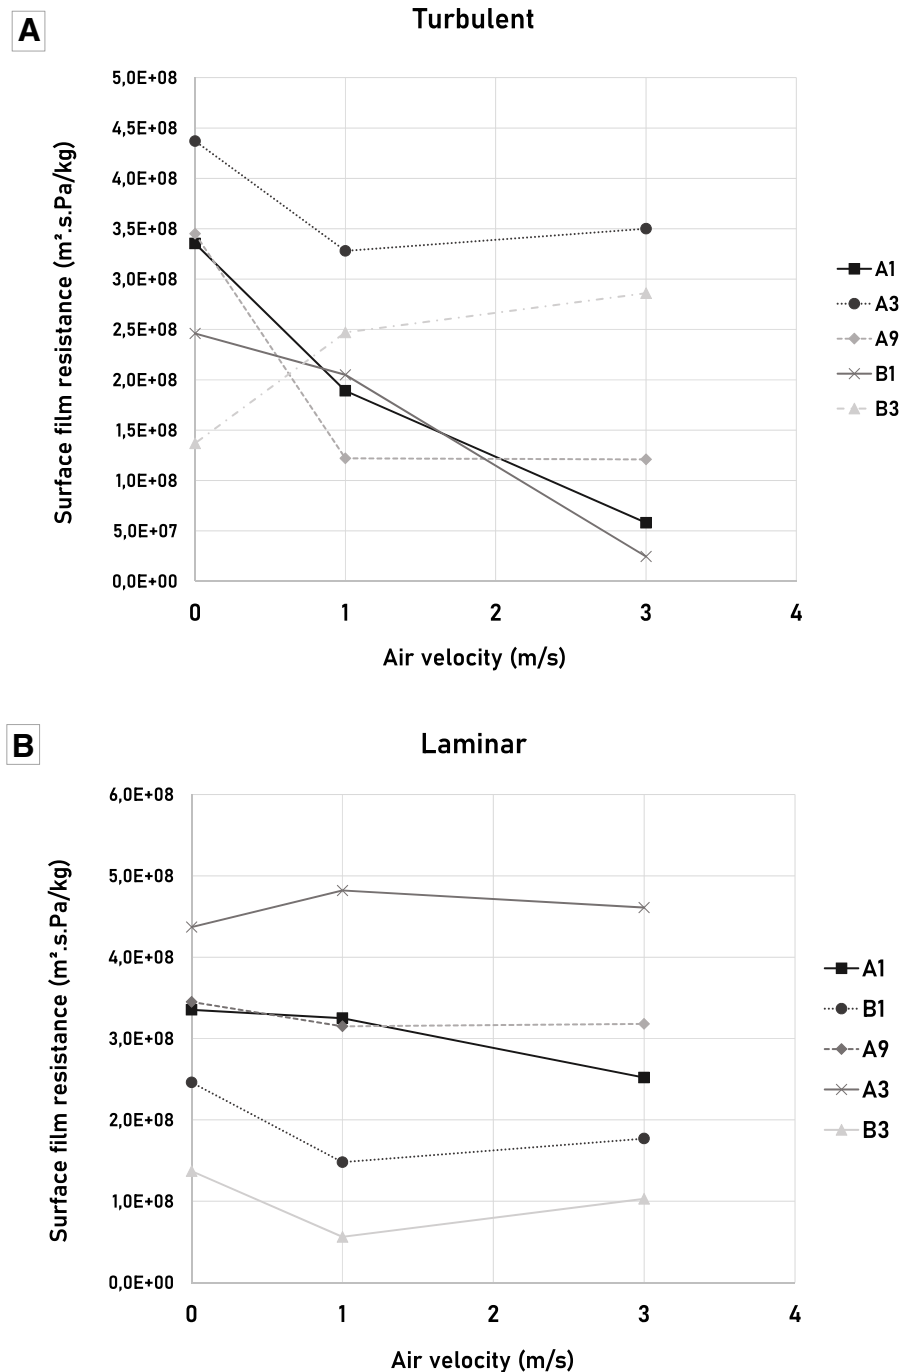 A
Turbulent
Surface film resistance (m².s.Pa/kg)
5,0E+08
4,5E+08
4,0E+08
3,5E+08
3,0E+08
2,5E+08
2,0E+08
1,5E+08
1,0E+08
5,0E+07
0,0E+00
0 1 2 3 4
Air velocity (m/s)
A1
A3
A9
B1
B3
B
Laminar
Surface film resistance (m².s.Pa/kg)
6,0E+08
5,0E+08
4,0E+08
3,0E+08
2,0E+08
1,0E+08
0,0E+00
0 1 2 3 4
Air velocity (m/s)
A1
B1
A9
A3
B3